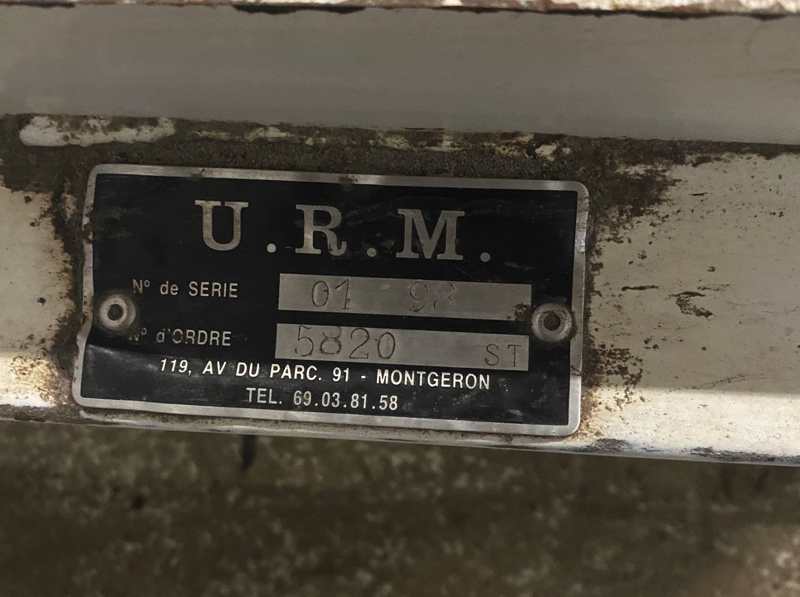 U.R.M.
N° de SERIE 01 98
N° d'ORDRE 5820 ST
119, AV DU PARC. 91 - MONTGERON
TEL. 69.03.81.58